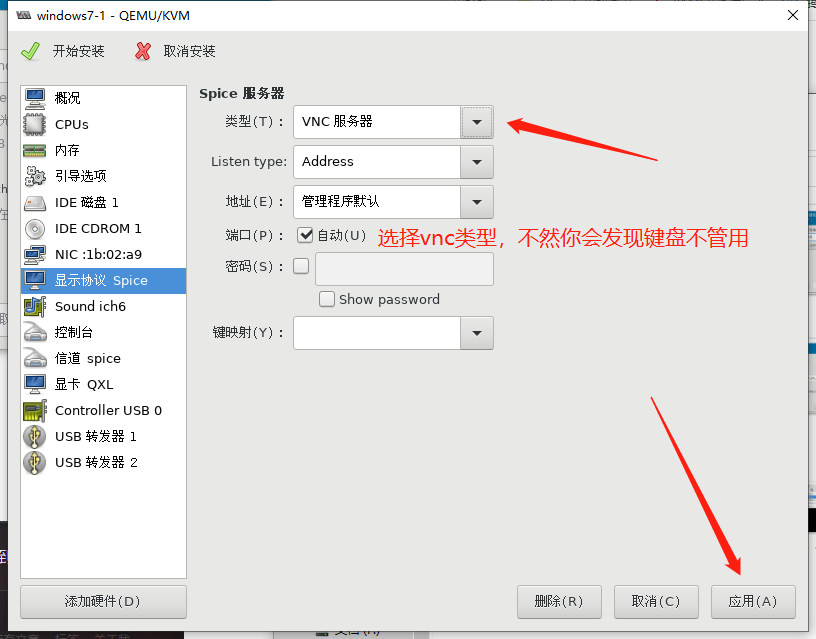 windows7-1 - QEMU/KVM
开始安装 取消安装
概况
CPUs
内存
引导选项
IDE 磁盘 1
IDE CDROM 1
NIC :1b:02:a9
显示协议 Spice
Sound ich6
控制台
信道 spice
显卡 QXL
Controller USB 0
USB 转发器 1
USB 转发器 2
添加硬件(D)
Spice 服务器
类型(T)： VNC 服务器
Listen type: Address
地址(E)： 管理程序默认
端口(P)： 自动(U) 选择vnc类型，不然你会发现键盘不管用
密码(S)：
Show password
键映射(Y)：
删除(R) 取消(C) 应用(A)